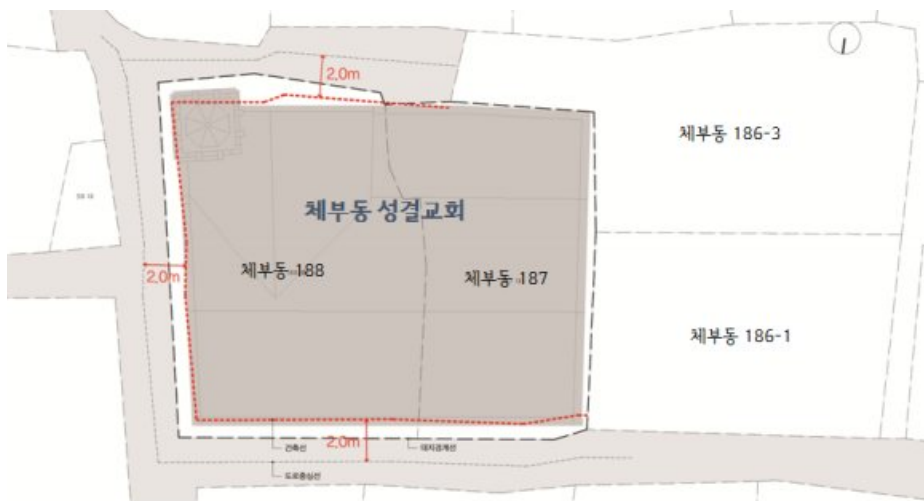 2.0m
체부동 186-3
체부동 성결교회
체부동 188
체부동 187
2.0m
체부동 186-1
2.0m
건축선
대지경계선
도로중심선